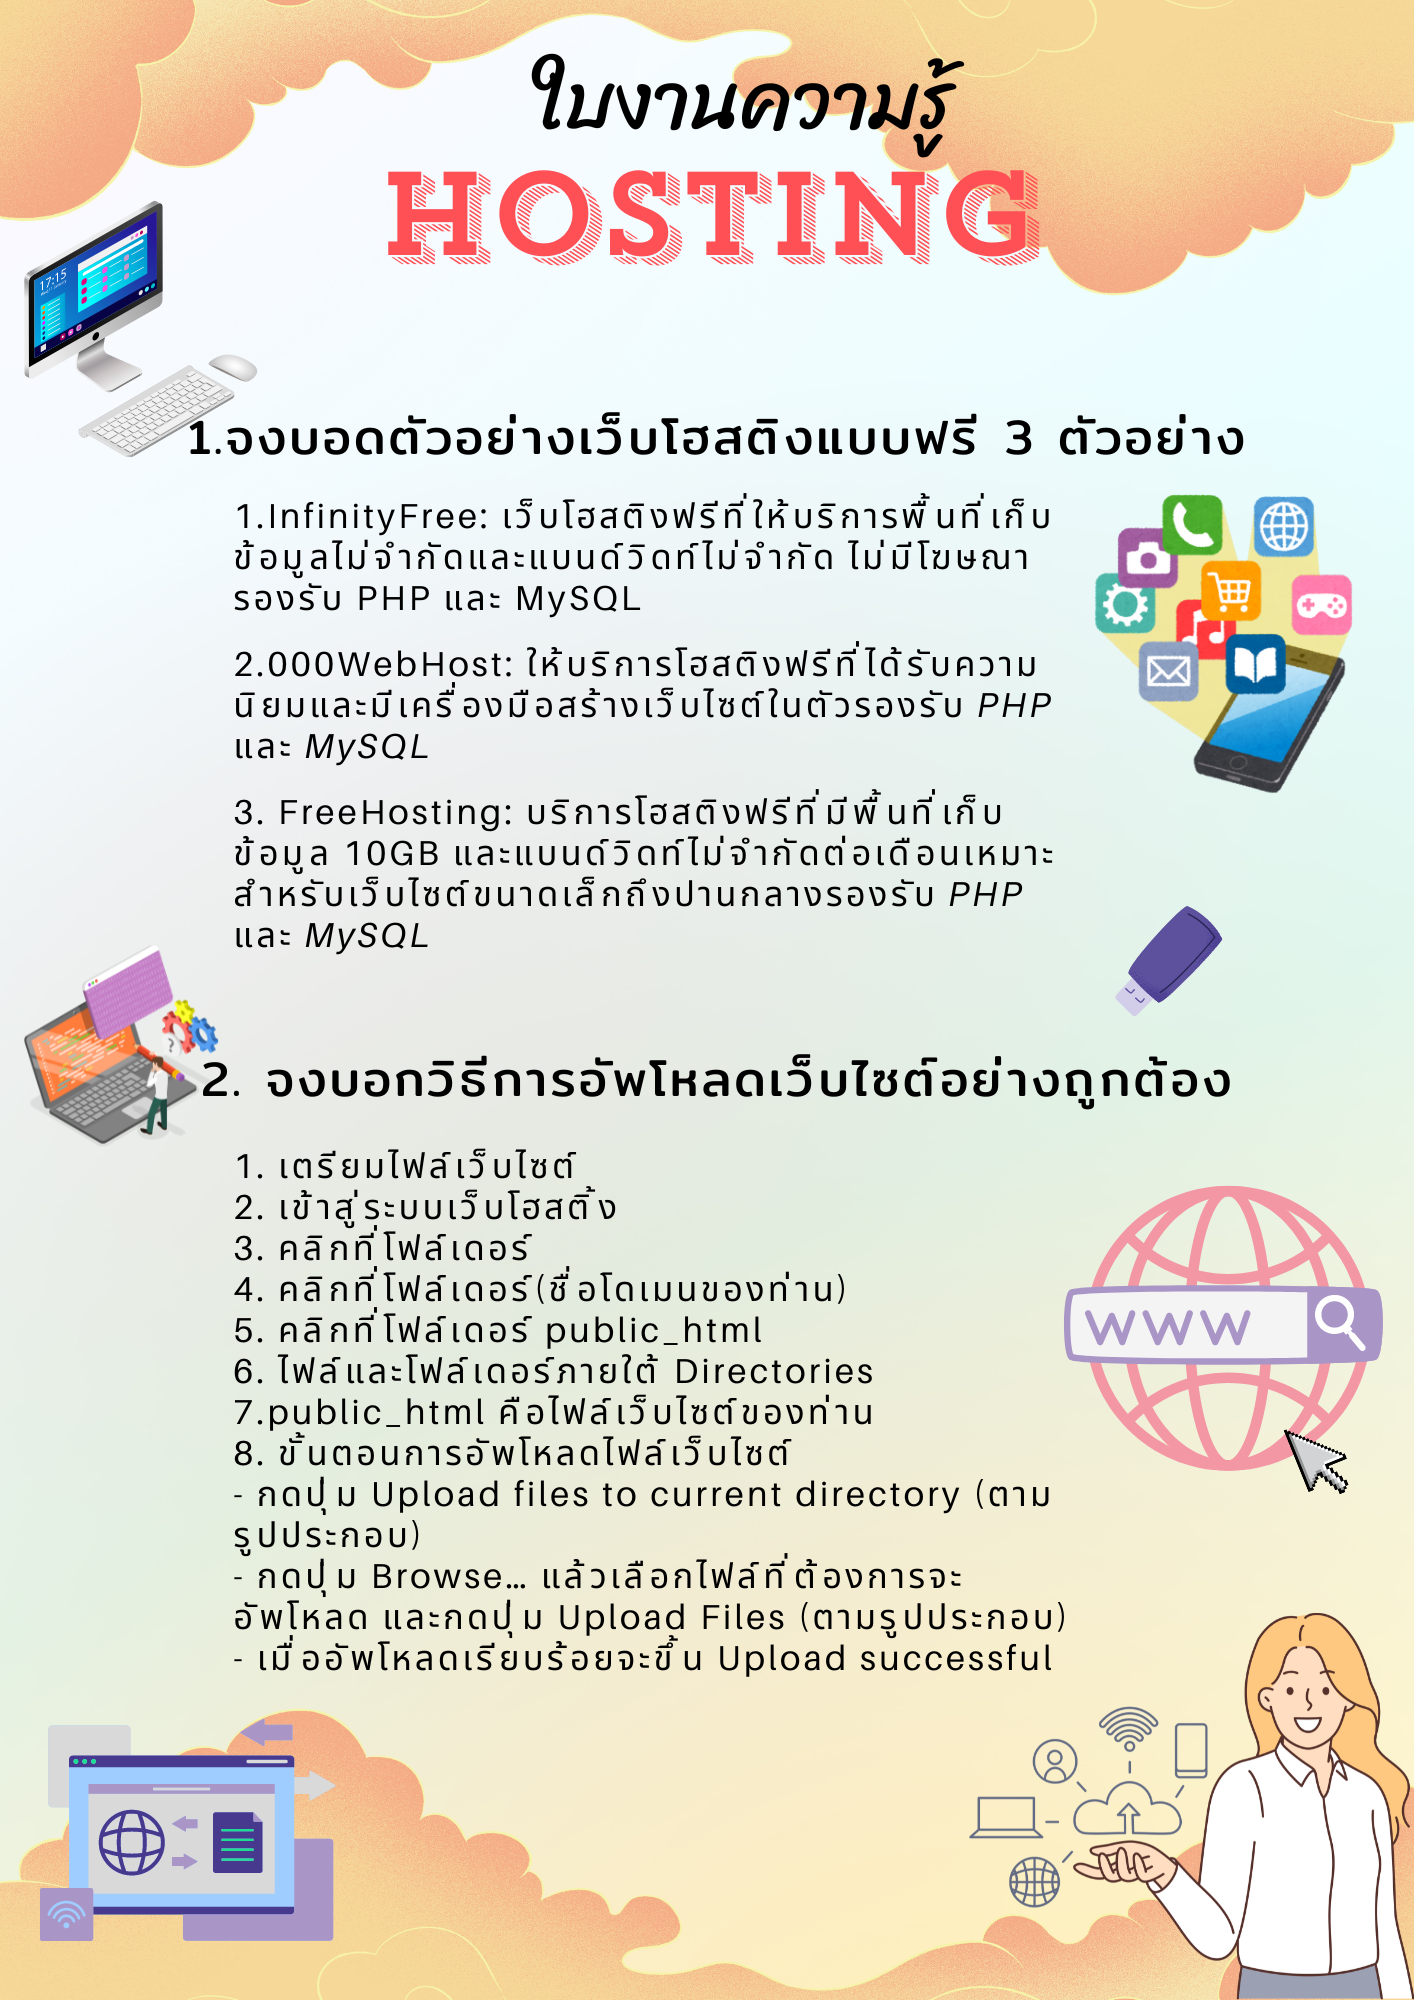 ใบงานความรู้
HOSTING
17:15
1.จงบอดตัวอย่างเว็บโฮสติงแบบฟรี 3 ตัวอย่าง
1.InfinityFree: เว็บโฮสติงฟรีที่ให้บริการพื้นที่เก็บ
ข้อมูลไม่จำกัดและแบนด์วิดท์ไม่จำกัด ไม่มีโฆษณา
รองรับ PHP และ MySQL
2.000WebHost: ให้บริการโฮสติงฟรีที่ได้รับความ
นิยมและมีเครื่องมือสร้างเว็บไซต์ในตัวรองรับ PHP
และ MySQL
3. FreeHosting: บริการโฮสติงฟรีที่มีพื้นที่เก็บ
ข้อมูล 10GB และแบนด์วิดท์ไม่จำกัดต่อเดือนเหมาะ
สำหรับเว็บไซต์ขนาดเล็กถึงปานกลางรองรับ PHP
และ MySQL
2. จงบอกวิธีการอัพโหลดเว็บไซต์อย่างถูกต้อง
1. เตรียมไฟล์เว็บไซต์
2. เข้าสู่ระบบเว็บโฮสติ้ง
3. คลิกที่โฟล์เดอร์
4. คลิกที่โฟล์เดอร์(ชื่อโดเมนของท่าน)
5. คลิกที่โฟล์เดอร์ public_html
6. ไฟล์และโฟล์เดอร์ภายใต้ Directories
7.public_html คือไฟล์เว็บไซต์ของท่าน
8. ขั้นตอนการอัพโหลดไฟล์เว็บไซต์
- กดปุ่ม Upload files to current directory (ตาม
รูปประกอบ)
- กดปุ่ม Browse… แล้วเลือกไฟล์ที่ต้องการจะ
อัพโหลด และกดปุ่ม Upload Files (ตามรูปประกอบ)
- เมื่ออัพโหลดเรียบร้อยจะขึ้น Upload successful
WWW